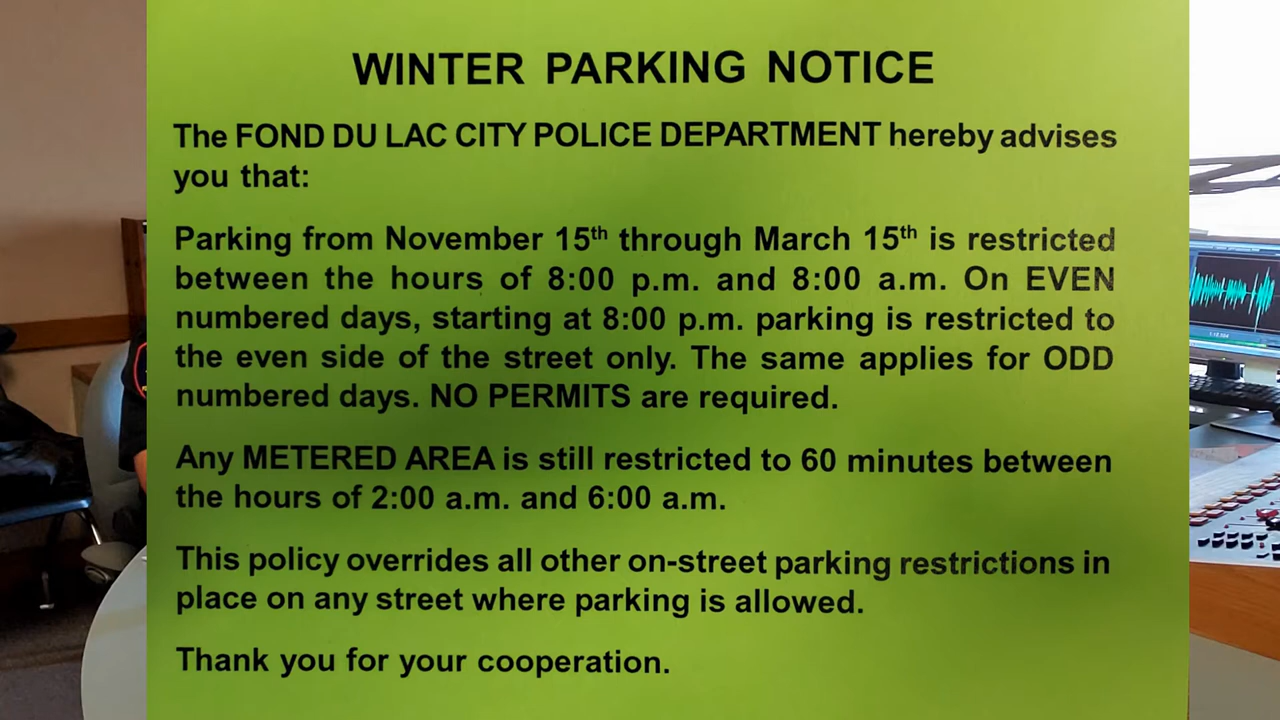 WINTER PARKING NOTICE
The FOND DU LAC CITY POLICE DEPARTMENT hereby advises
you that:
Parking from November 15th through March 15th is restricted
between the hours of 8:00 p.m. and 8:00 a.m. On EVEN
numbered days, starting at 8:00 p.m. parking is restricted to
the even side of the street only. The same applies for ODD
numbered days. NO PERMITS are required.
Any METERED AREA is still restricted to 60 minutes between
the hours of 2:00 a.m. and 6:00 a.m.
This policy overrides all other on-street parking restrictions in
place on any street where parking is allowed.
Thank you for your cooperation.